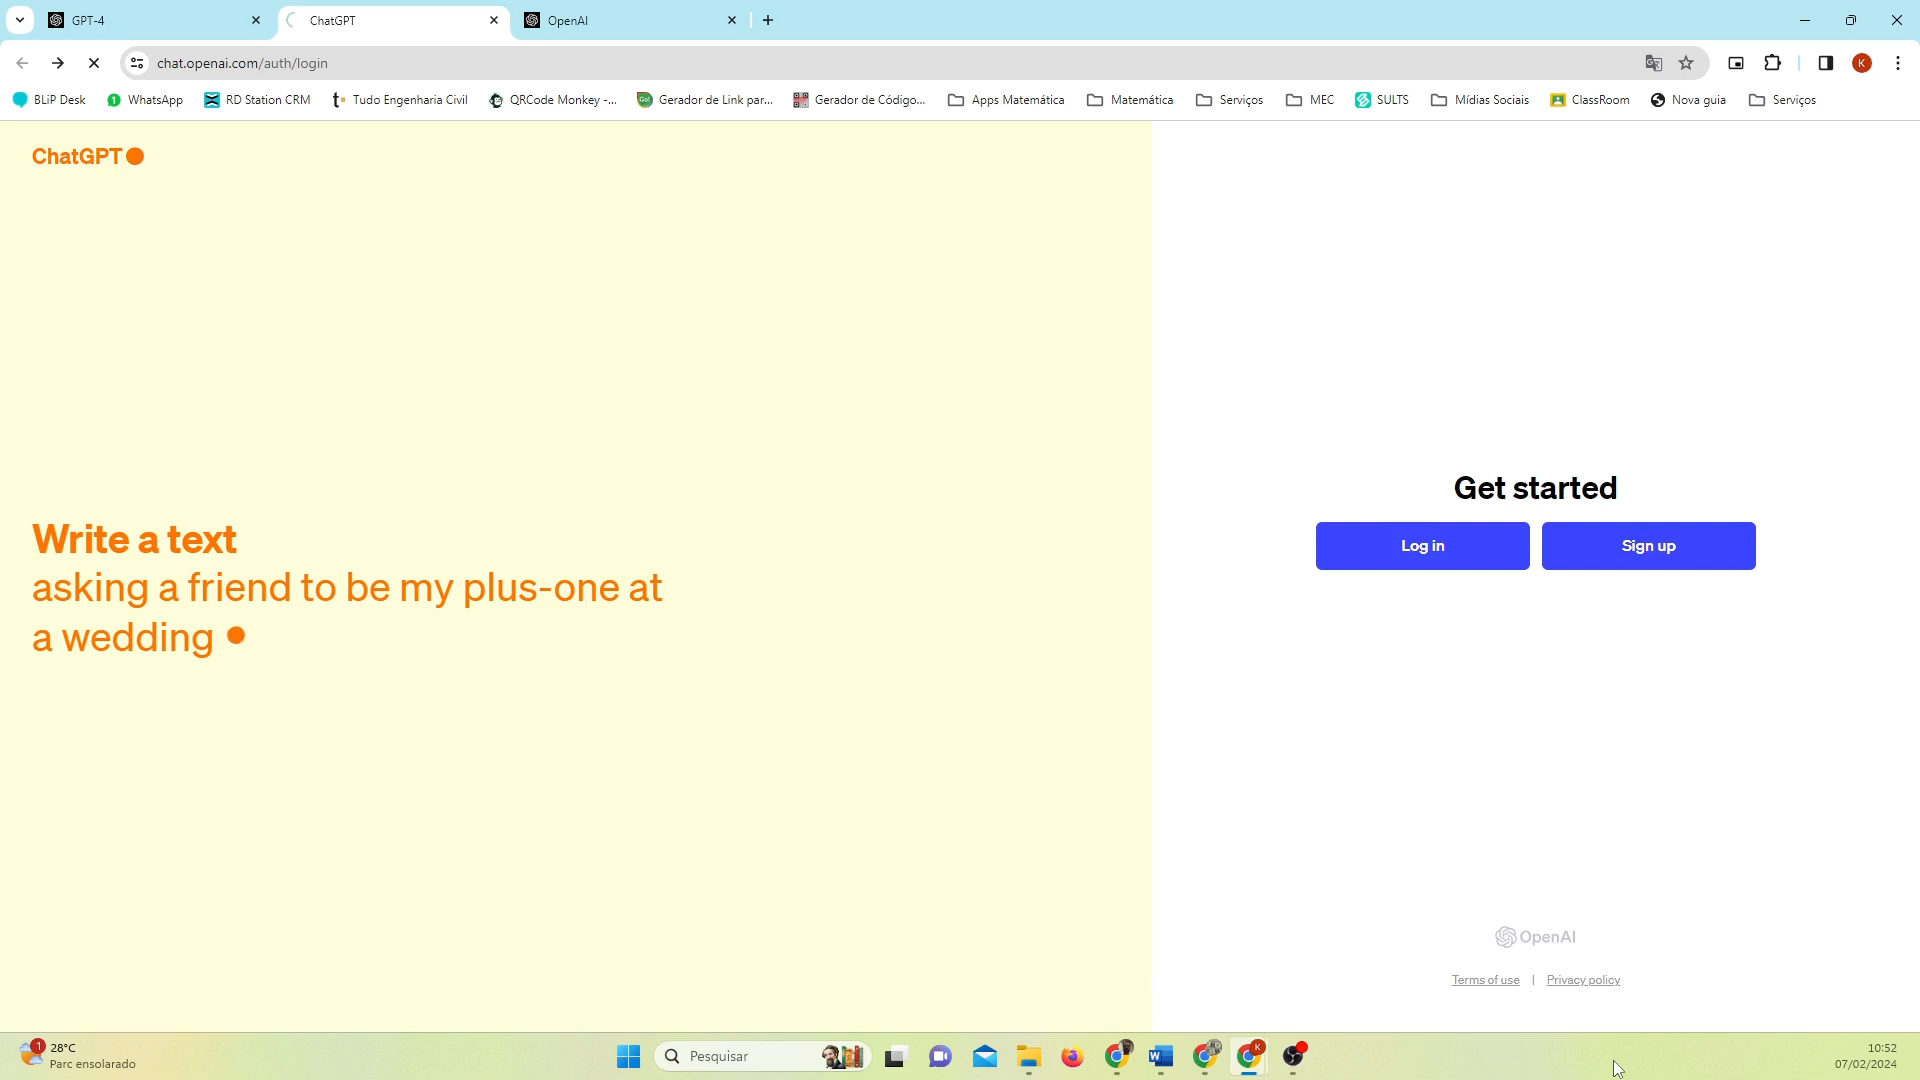 GPT-4
ChatGPT
OpenAI
chat.openai.com/auth/login
K
BLiP Desk
WhatsApp
RD Station CRM
Tudo Engenharia Civil
QRCode Monkey -...
Gerador de Link par...
Gerador de Código...
Apps Matemática
Matemática
Serviços
MEC
SULTS
Mídias Sociais
ClassRoom
Nova guia
Serviços
ChatGPT
Write a text
asking a friend to be my plus-one at
a wedding
Get started
Log in
Sign up
OpenAI
Terms of use | Privacy policy
1
28°C
Parc ensolarado
Pesquisar
K
10:52
07/02/2024